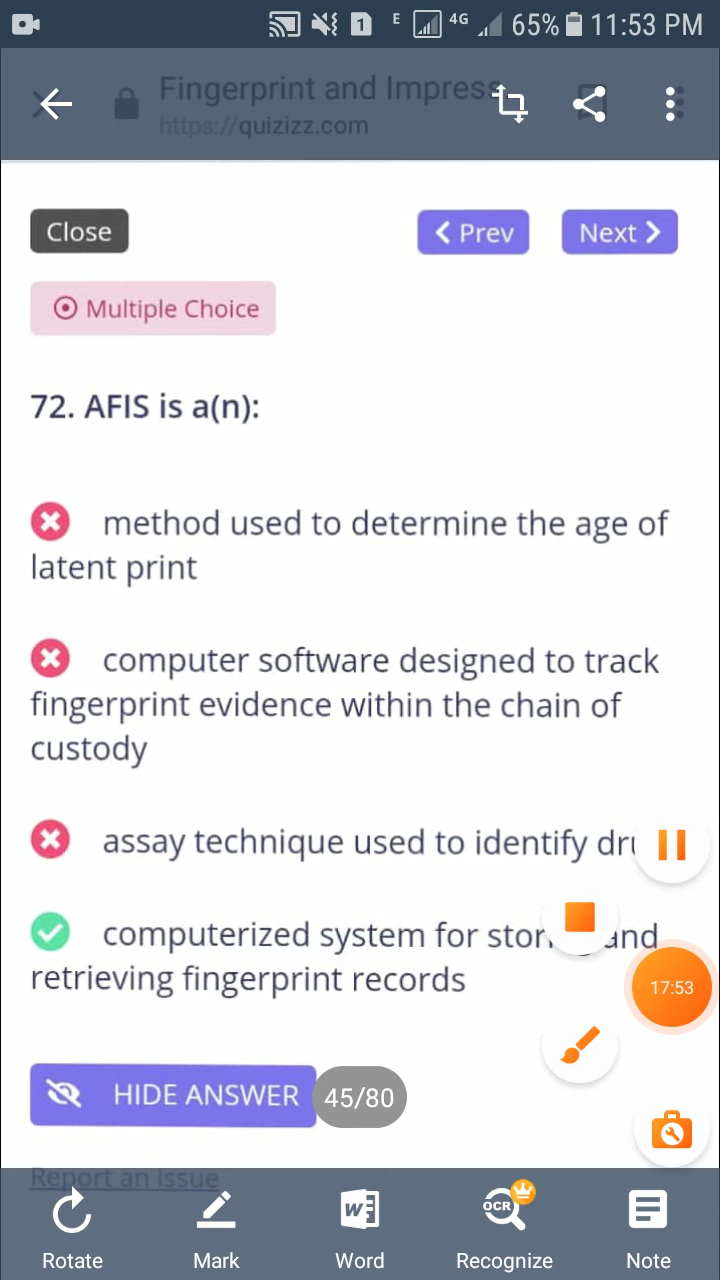 1 E 4G 65% 11:53 PM
Fingerprint and Impress
https://quizizz.com
Close
Prev
Next
Multiple Choice
72. AFIS is a(n):
method used to determine the age of
latent print
computer software designed to track
fingerprint evidence within the chain of
custody
assay technique used to identify
computerized system for and
retrieving fingerprint records
17:53
HIDE ANSWER
45/80
Report an issue
W
OCR
Rotate
Mark
Word
Recognize
Note